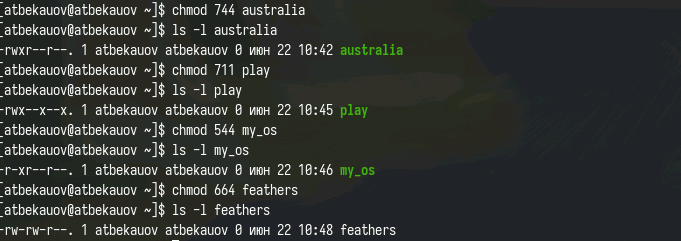 [atbekauov@atbekauov ~]$ chmod 744 australia
[atbekauov@atbekauov ~]$ ls -l australia
-rwxr--r--. 1 atbekauov atbekauov 0 июн 22 10:42 australia
[atbekauov@atbekauov ~]$ chmod 711 play
[atbekauov@atbekauov ~]$ ls -l play
-rwx--x--x. 1 atbekauov atbekauov 0 июн 22 10:45 play
[atbekauov@atbekauov ~]$ chmod 544 my_os
[atbekauov@atbekauov ~]$ ls -l my_os
-r-xr--r--. 1 atbekauov atbekauov 0 июн 22 10:46 my_os
[atbekauov@atbekauov ~]$ chmod 664 feathers
[atbekauov@atbekauov ~]$ ls -l feathers
-rw-rw-r--. 1 atbekauov atbekauov 0 июн 22 10:48 feathers